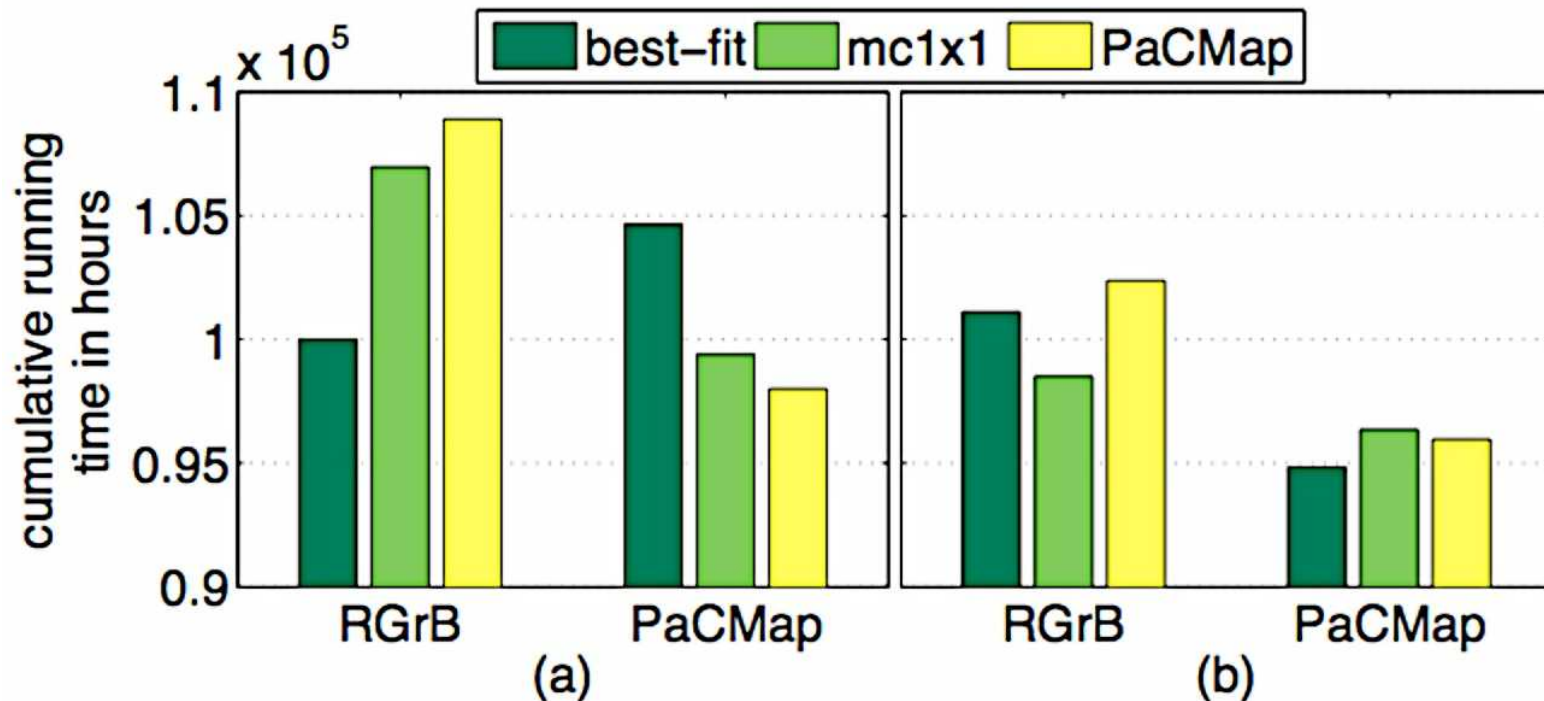 best−fit mc1x1 PaCMap
x 10^5
1.1
1.05
1
0.95
0.9
cumulative running
time in hours
RGrB PaCMap RGrB PaCMap
(a) (b)